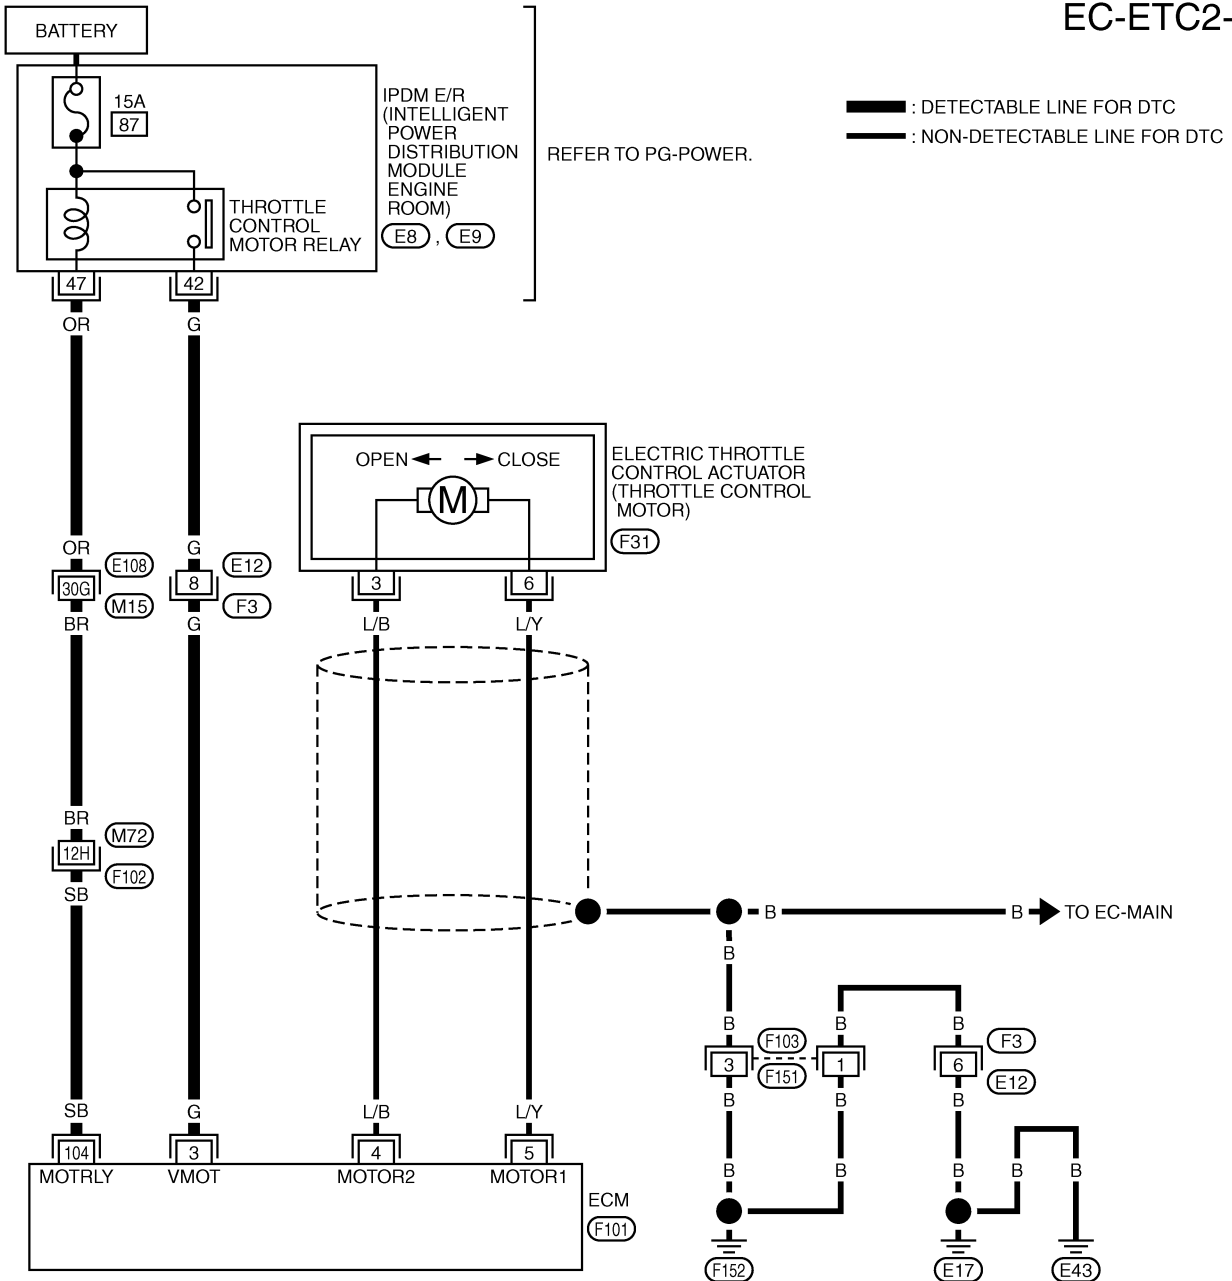 EC-ETC2-
BATTERY
15A
87
IPDM E/R
(INTELLIGENT
POWER
DISTRIBUTION
MODULE
ENGINE
ROOM)
E8 , E9
REFER TO PG-POWER.
: DETECTABLE LINE FOR DTC
: NON-DETECTABLE LINE FOR DTC
THROTTLE
CONTROL
MOTOR RELAY
47
42
OR
G
OPEN
CLOSE
M
ELECTRIC THROTTLE
CONTROL ACTUATOR
(THROTTLE CONTROL
MOTOR)
F31
OR
G
E108
E12
30G
8
3
6
M15
F3
BR
G
L/B
L/Y
BR
M72
12H
F102
SB
B
B
TO EC-MAIN
B
B
B
B
F103
F3
3
1
6
F151
E12
B
B
B
SB
G
L/B
L/Y
104
3
4
5
MOTRLY
VMOT
MOTOR2
MOTOR1
ECM
F101
B
B
B
B
B
F152
E17
E43